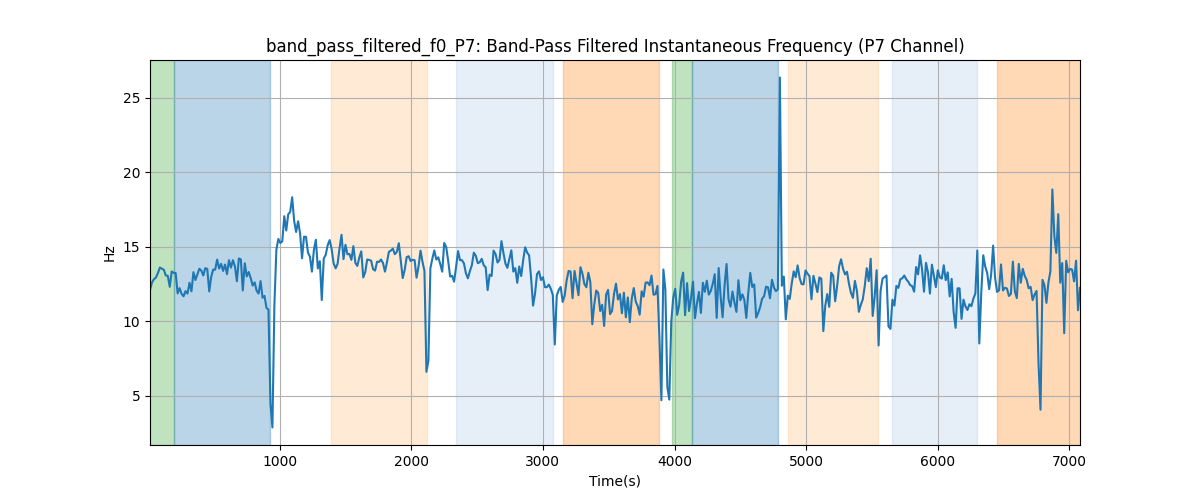 band_pass_filtered_f0_P7: Band-Pass Filtered Instantaneous Frequency (P7 Channel)
Hz
25
20
15
10
5
1000 2000 3000 4000 5000 6000 7000
Time(s)